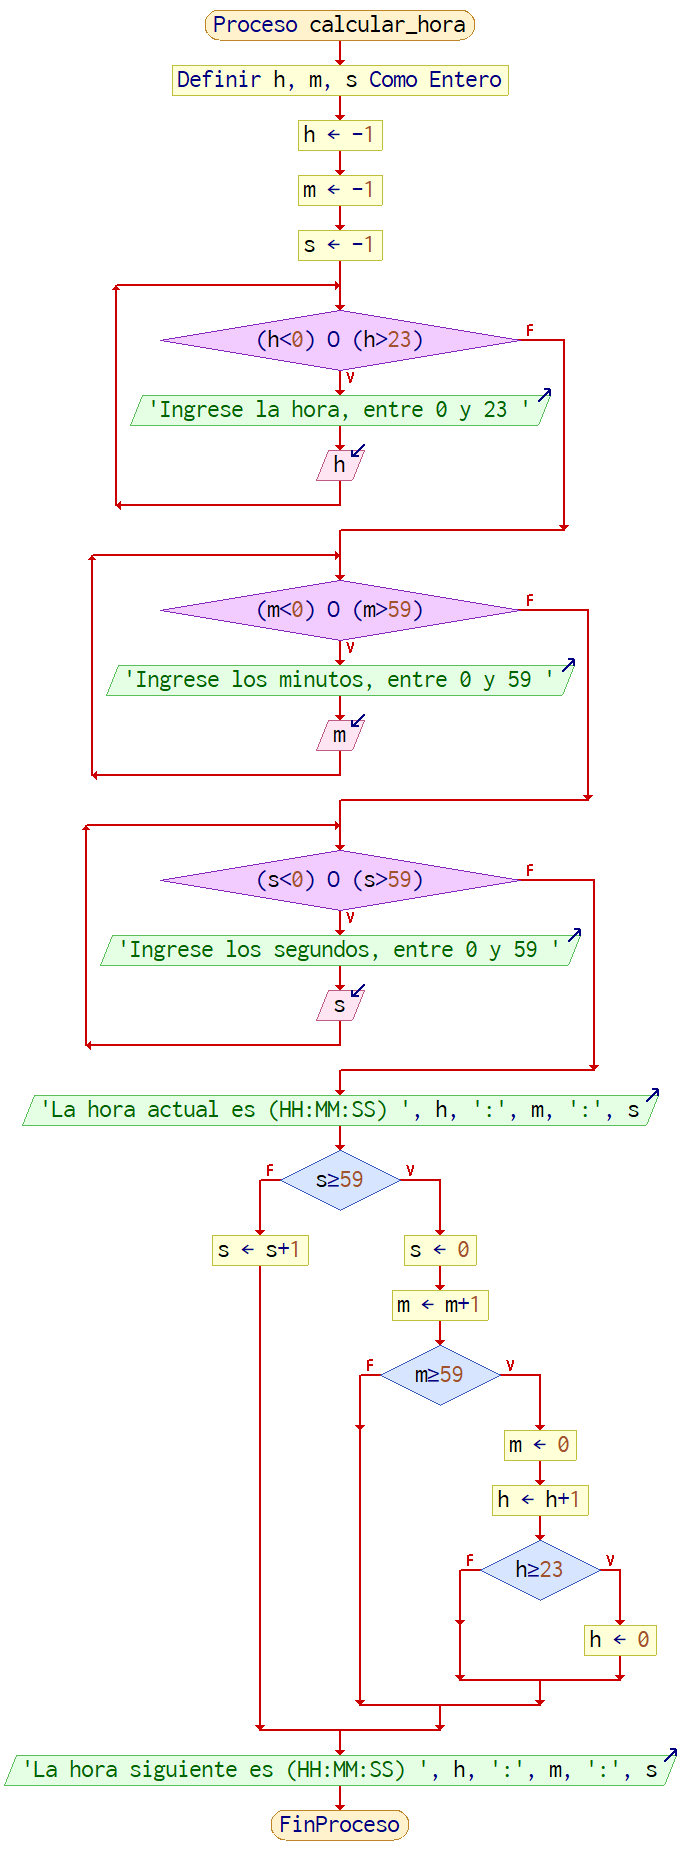 Proceso calcular_hora
Definir h, m, s Como Entero
h ← -1
m ← -1
s ← -1
(h<0) O (h>23)
F
V
'Ingrese la hora, entre 0 y 23 '
h
(m<0) O (m>59)
F
V
'Ingrese los minutos, entre 0 y 59 '
m
(s<0) O (s>59)
F
V
'Ingrese los segundos, entre 0 y 59 '
s
'La hora actual es (HH:MM:SS) ', h, ':', m, ':', s
F
V
s≥59
s ← s+1
s ← 0
m ← m+1
F
V
m≥59
m ← 0
h ← h+1
F
V
h≥23
h ← 0
'La hora siguiente es (HH:MM:SS) ', h, ':', m, ':', s
FinProceso